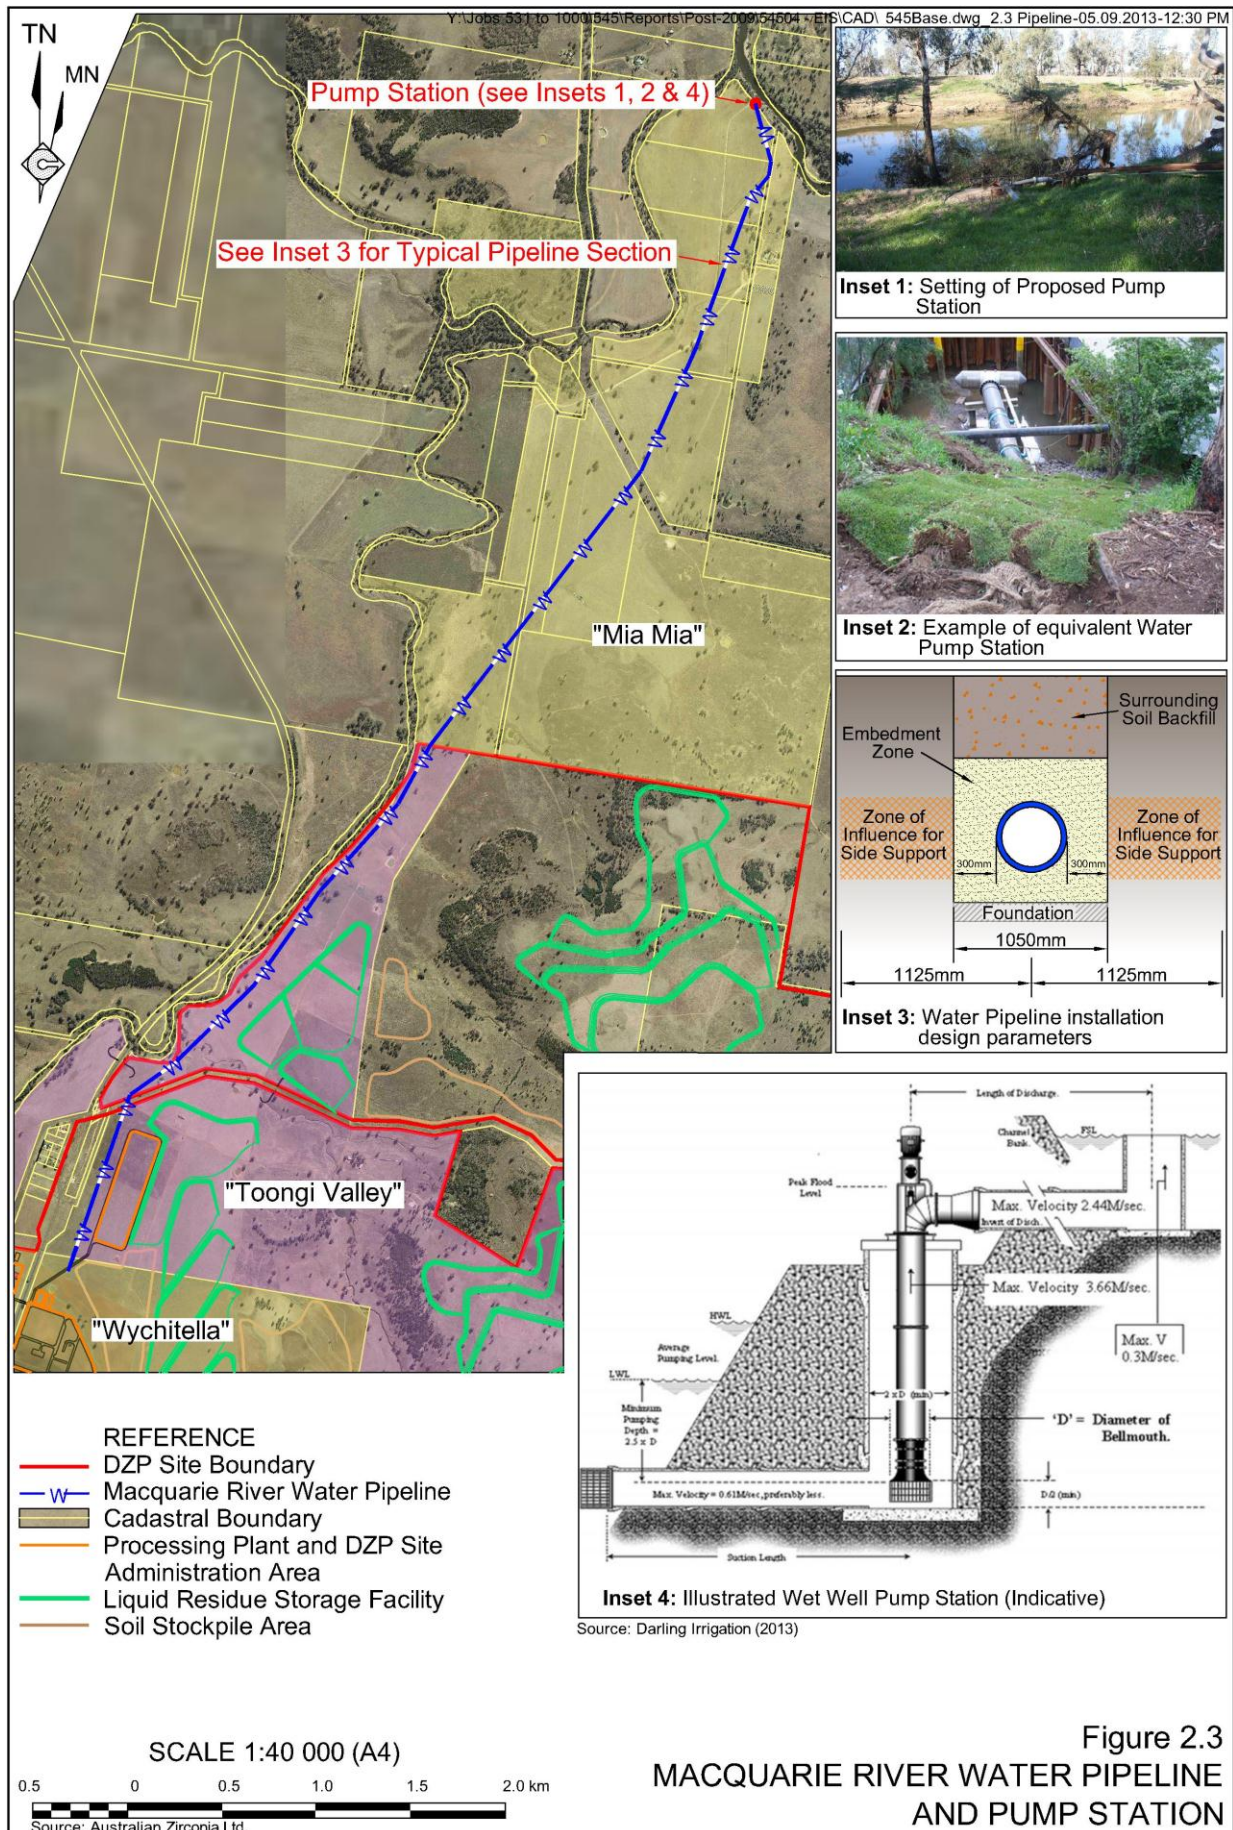 Y:\Jobs 531 to 1000\545\Reports\Post-2009\54504 - EIS\CAD\ 545Base.dwg_2.3 Pipeline-05.09.2013-12:30 PM
TN
MN
Pump Station (see Insets 1, 2 & 4)
W
See Inset 3 for Typical Pipeline Section
W
W
W
W
W
W
W
W
W
"Mia Mia"
W
W
W
W
W
W
W
W
W
W
W
W
"Toongi Valley"
"Wychitella"
Inset 1: Setting of Proposed Pump
Station
Inset 2: Example of equivalent Water
Pump Station
Surrounding
Soil Backfill
Embedment
Zone
Zone of
Influence for
Side Support
Zone of
Influence for
Side Support
300mm
300mm
Foundation
1050mm
1125mm
1125mm
Inset 3: Water Pipeline installation
design parameters
Length of Discharge.
Channel
Bank.
FSL
Peak Flood
Level
Max. Velocity 2.44M/sec.
Invert of Disch.
Max. Velocity 3.66M/sec.
HWL
Average
Pumping Level.
LWL
Max. V
0.3M/sec.
2 x D (min)
Minimum
Pumping
Depth =
2.5 x D
'D' = Diameter of
Bellmouth.
Max. Velocity = 0.61M/sec, preferably less.
D/2 (min)
Suction Length
Inset 4: Illustrated Wet Well Pump Station (Indicative)
Source: Darling Irrigation (2013)
REFERENCE
DZP Site Boundary
W
Macquarie River Water Pipeline
Cadastral Boundary
Processing Plant and DZP Site
Administration Area
Liquid Residue Storage Facility
Soil Stockpile Area
SCALE 1:40 000 (A4)
0.5 0 0.5 1.0 1.5 2.0 km
Source: Australian Zirconia Ltd
Figure 2.3
MACQUARIE RIVER WATER PIPELINE
AND PUMP STATION